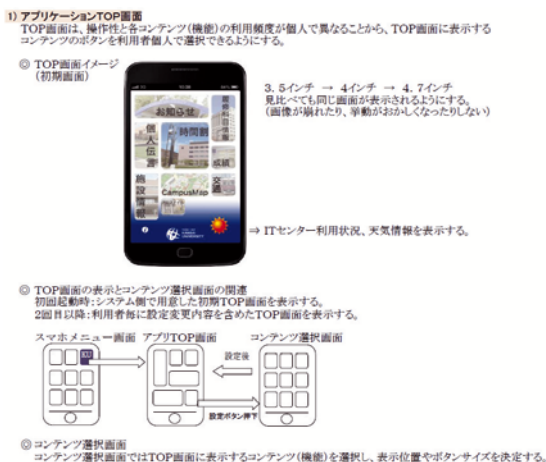 1) アプリケーションTOP画面
TOP画面は、操作性と各コンテンツ(機能)の利用頻度が個人で異なることから、TOP画面に表示する
コンテンツのボタンを利用者個人で選択できるようにする。
◎ TOP画面イメージ
(初期画面)
3.5インチ → 4インチ → 4.7インチ
見比べても同じ画面が表示されるようにする。
(画像が崩れたり、挙動がおかしくなったりしない)
お知らせ
個人伝言
時間割
成績
施設情報
CampusMap
交通
⇒ ITセンター利用状況、天気情報を表示する。
◎ TOP画面の表示とコンテンツ選択画面の関連
初回起動時:システム側で用意した初期TOP画面を表示する。
2回目以降:利用者毎に設定変更内容を含めたTOP画面を表示する。
スマホメニュー画面 アプリTOP画面 コンテンツ選択画面
設定後
設定ボタン押下
◎ コンテンツ選択画面
コンテンツ選択画面ではTOP画面に表示するコンテンツ(機能)を選択し、表示位置やボタンサイズを決定する。